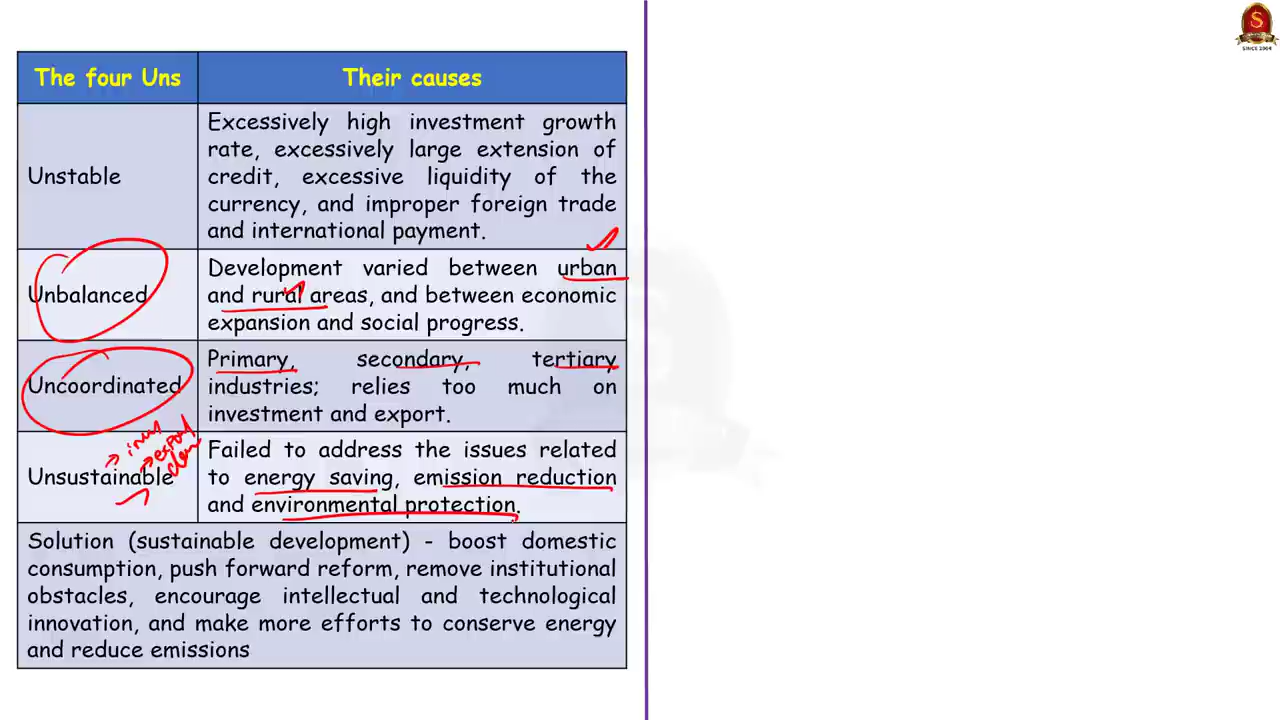 The four Uns
Their causes
Unstable
Excessively high investment growth
rate, excessively large extension of
credit, excessive liquidity of the
currency, and improper foreign trade
and international payment.
Unbalanced
Development varied between urban
and rural areas, and between economic
expansion and social progress.
Uncoordinated
Primary, secondary, tertiary
industries; relies too much on
investment and export.
Unsustainable
Failed to address the issues related
to energy saving, emission reduction
and environmental protection.
Solution (sustainable development) - boost domestic
consumption, push forward reform, remove institutional
obstacles, encourage intellectual and technological
innovation, and make more efforts to conserve energy
and reduce emissions
S
SINCE 2004